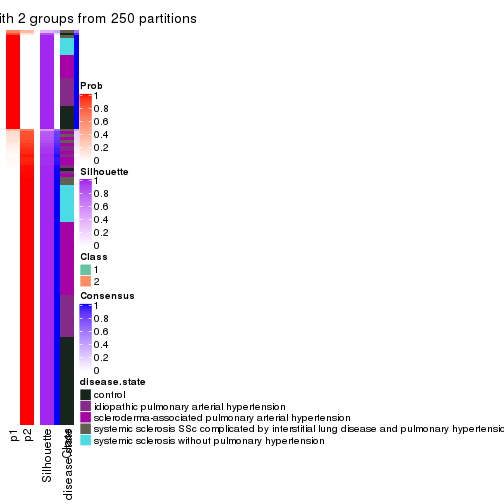 ith 2 groups from 250 partitions
Prob
1
0.8
0.6
0.4
0.2
0
Silhouette
1
0.8
0.6
0.4
0.2
0
Class
1
2
Consensus
1
0.8
0.6
0.4
0.2
0
disease.state
control
idiopathic pulmonary arterial hypertension
scleroderma-associated pulmonary arterial hypertension
systemic sclerosis SSc complicated by interstitial lung disease and pulmonary hypertensio
systemic sclerosis without pulmonary hypertension
p1
p2
Silhouette
Class
disease.state